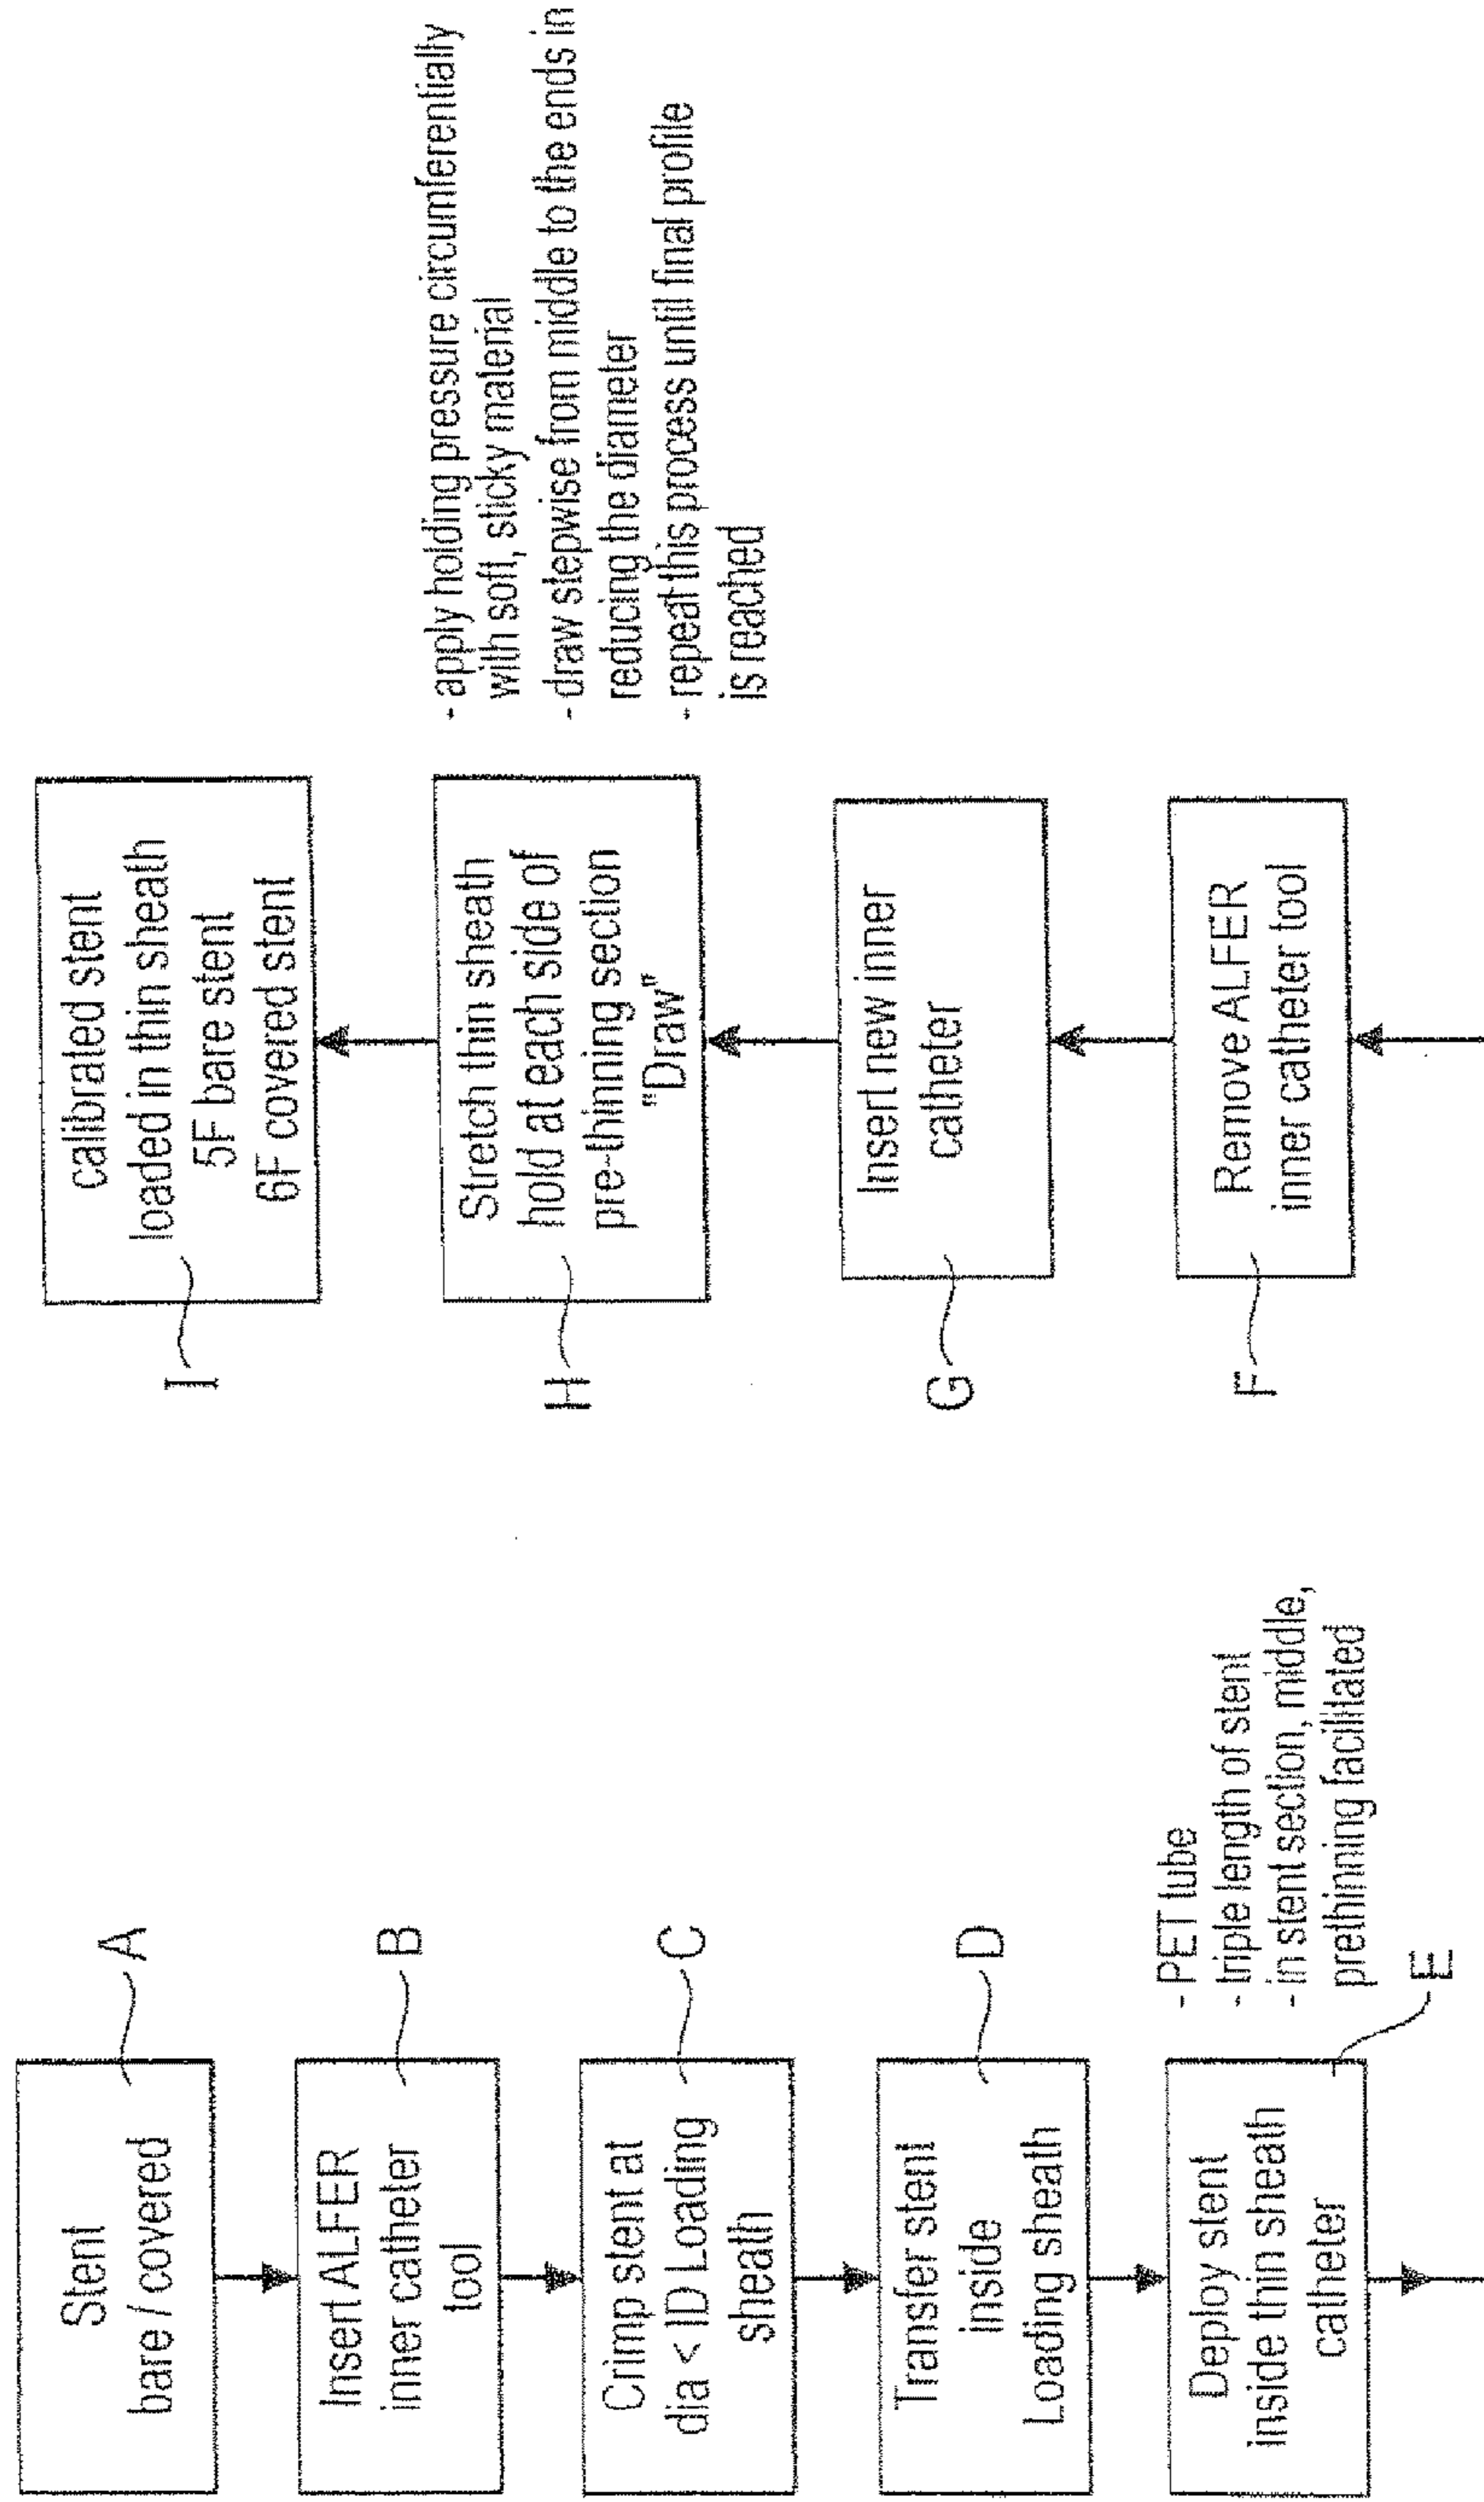 Stent
bare / covered
A
Insert ALFER
inner catheter
tool
B
Crimp stent at
dia < ID Loading
sheath
C
Transfer stent
inside
Loading sheath
D
Deploy stent
inside thin sheath
catheter
E
- PET tube
- triple length of stent
- in stent section, middle,
prethinning facilitated
calibrated stent
loaded in thin sheath
5F bare stent
6F covered stent
I
Stretch thin sheath
hold at each side of
pre-thinning section
"Draw"
H
- apply holding pressure circumferentially
with soft, sticky material
- draw stepwise from middle to the ends in
reducing the diameter
- repeat this process until final profile
is reached
Insert new inner
catheter
G
Remove ALFER
inner catheter tool
F